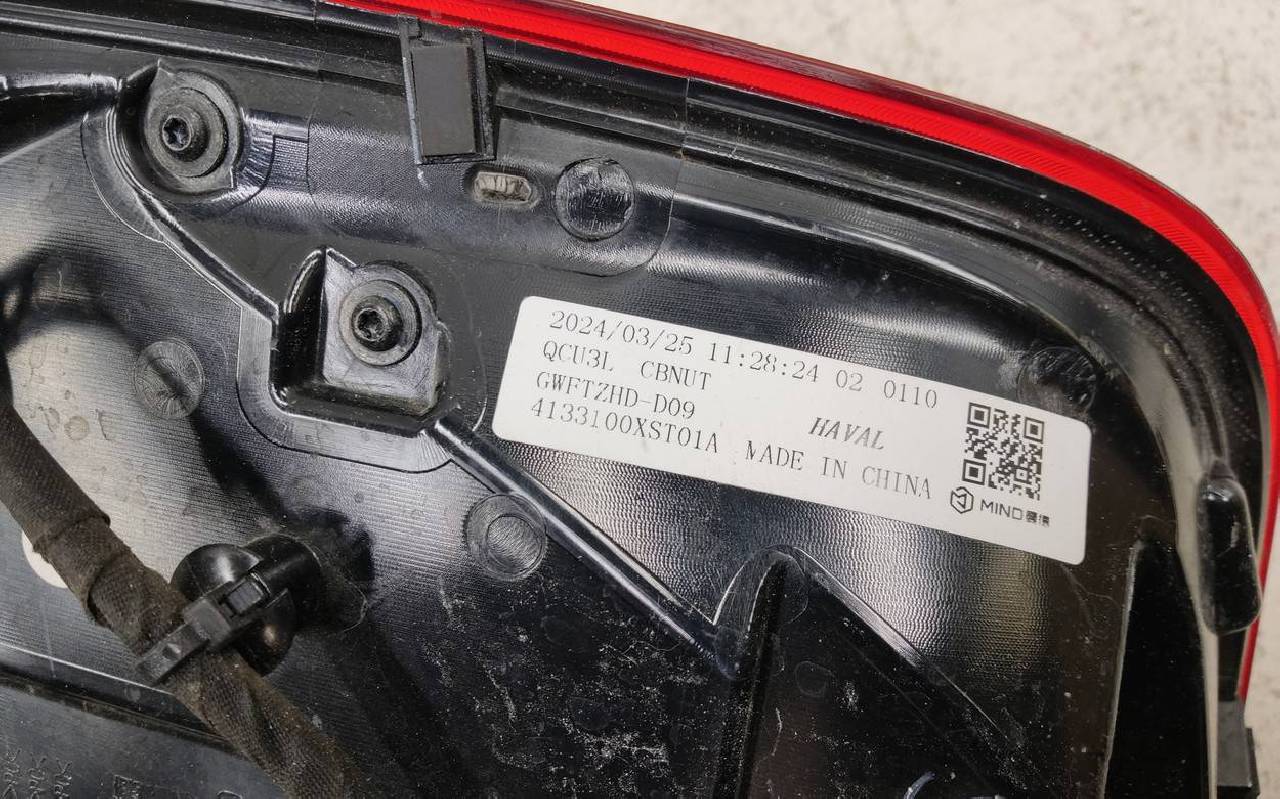 2024/03/25 11:28:24 02 0110
QCU3L CBNUT
GWFTZHD-D09
HAVAL
4133100XST01A MADE IN CHINA
MIND